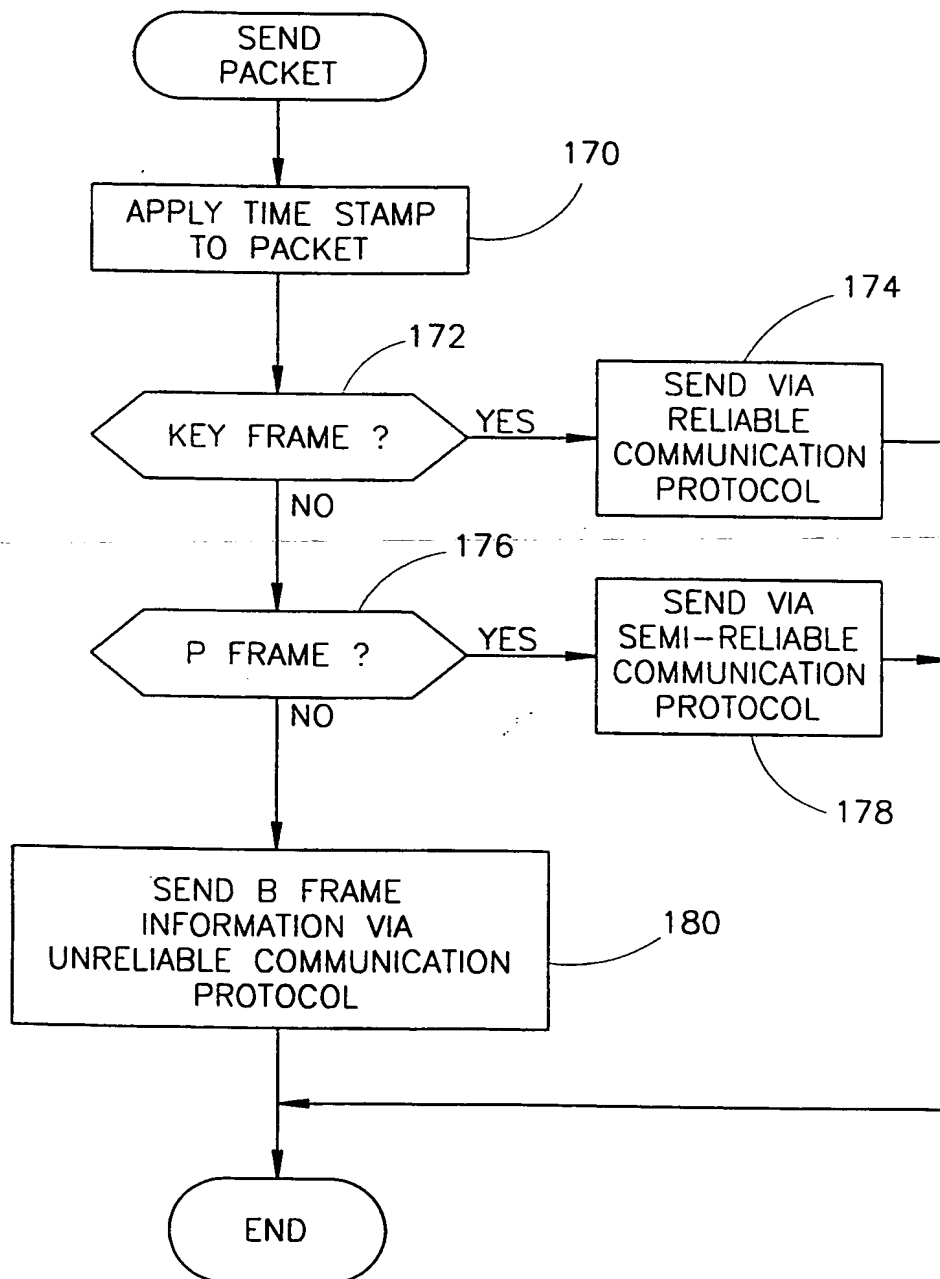 SEND
PACKET
170
APPLY TIME STAMP
TO PACKET
174
172
SEND VIA
RELIABLE
COMMUNICATION
PROTOCOL
KEY FRAME ?
YES
NO
176
SEND VIA
SEMI-RELIABLE
COMMUNICATION
PROTOCOL
P FRAME ?
YES
NO
178
SEND B FRAME
INFORMATION VIA
UNRELIABLE COMMUNICATION
PROTOCOL
180
END